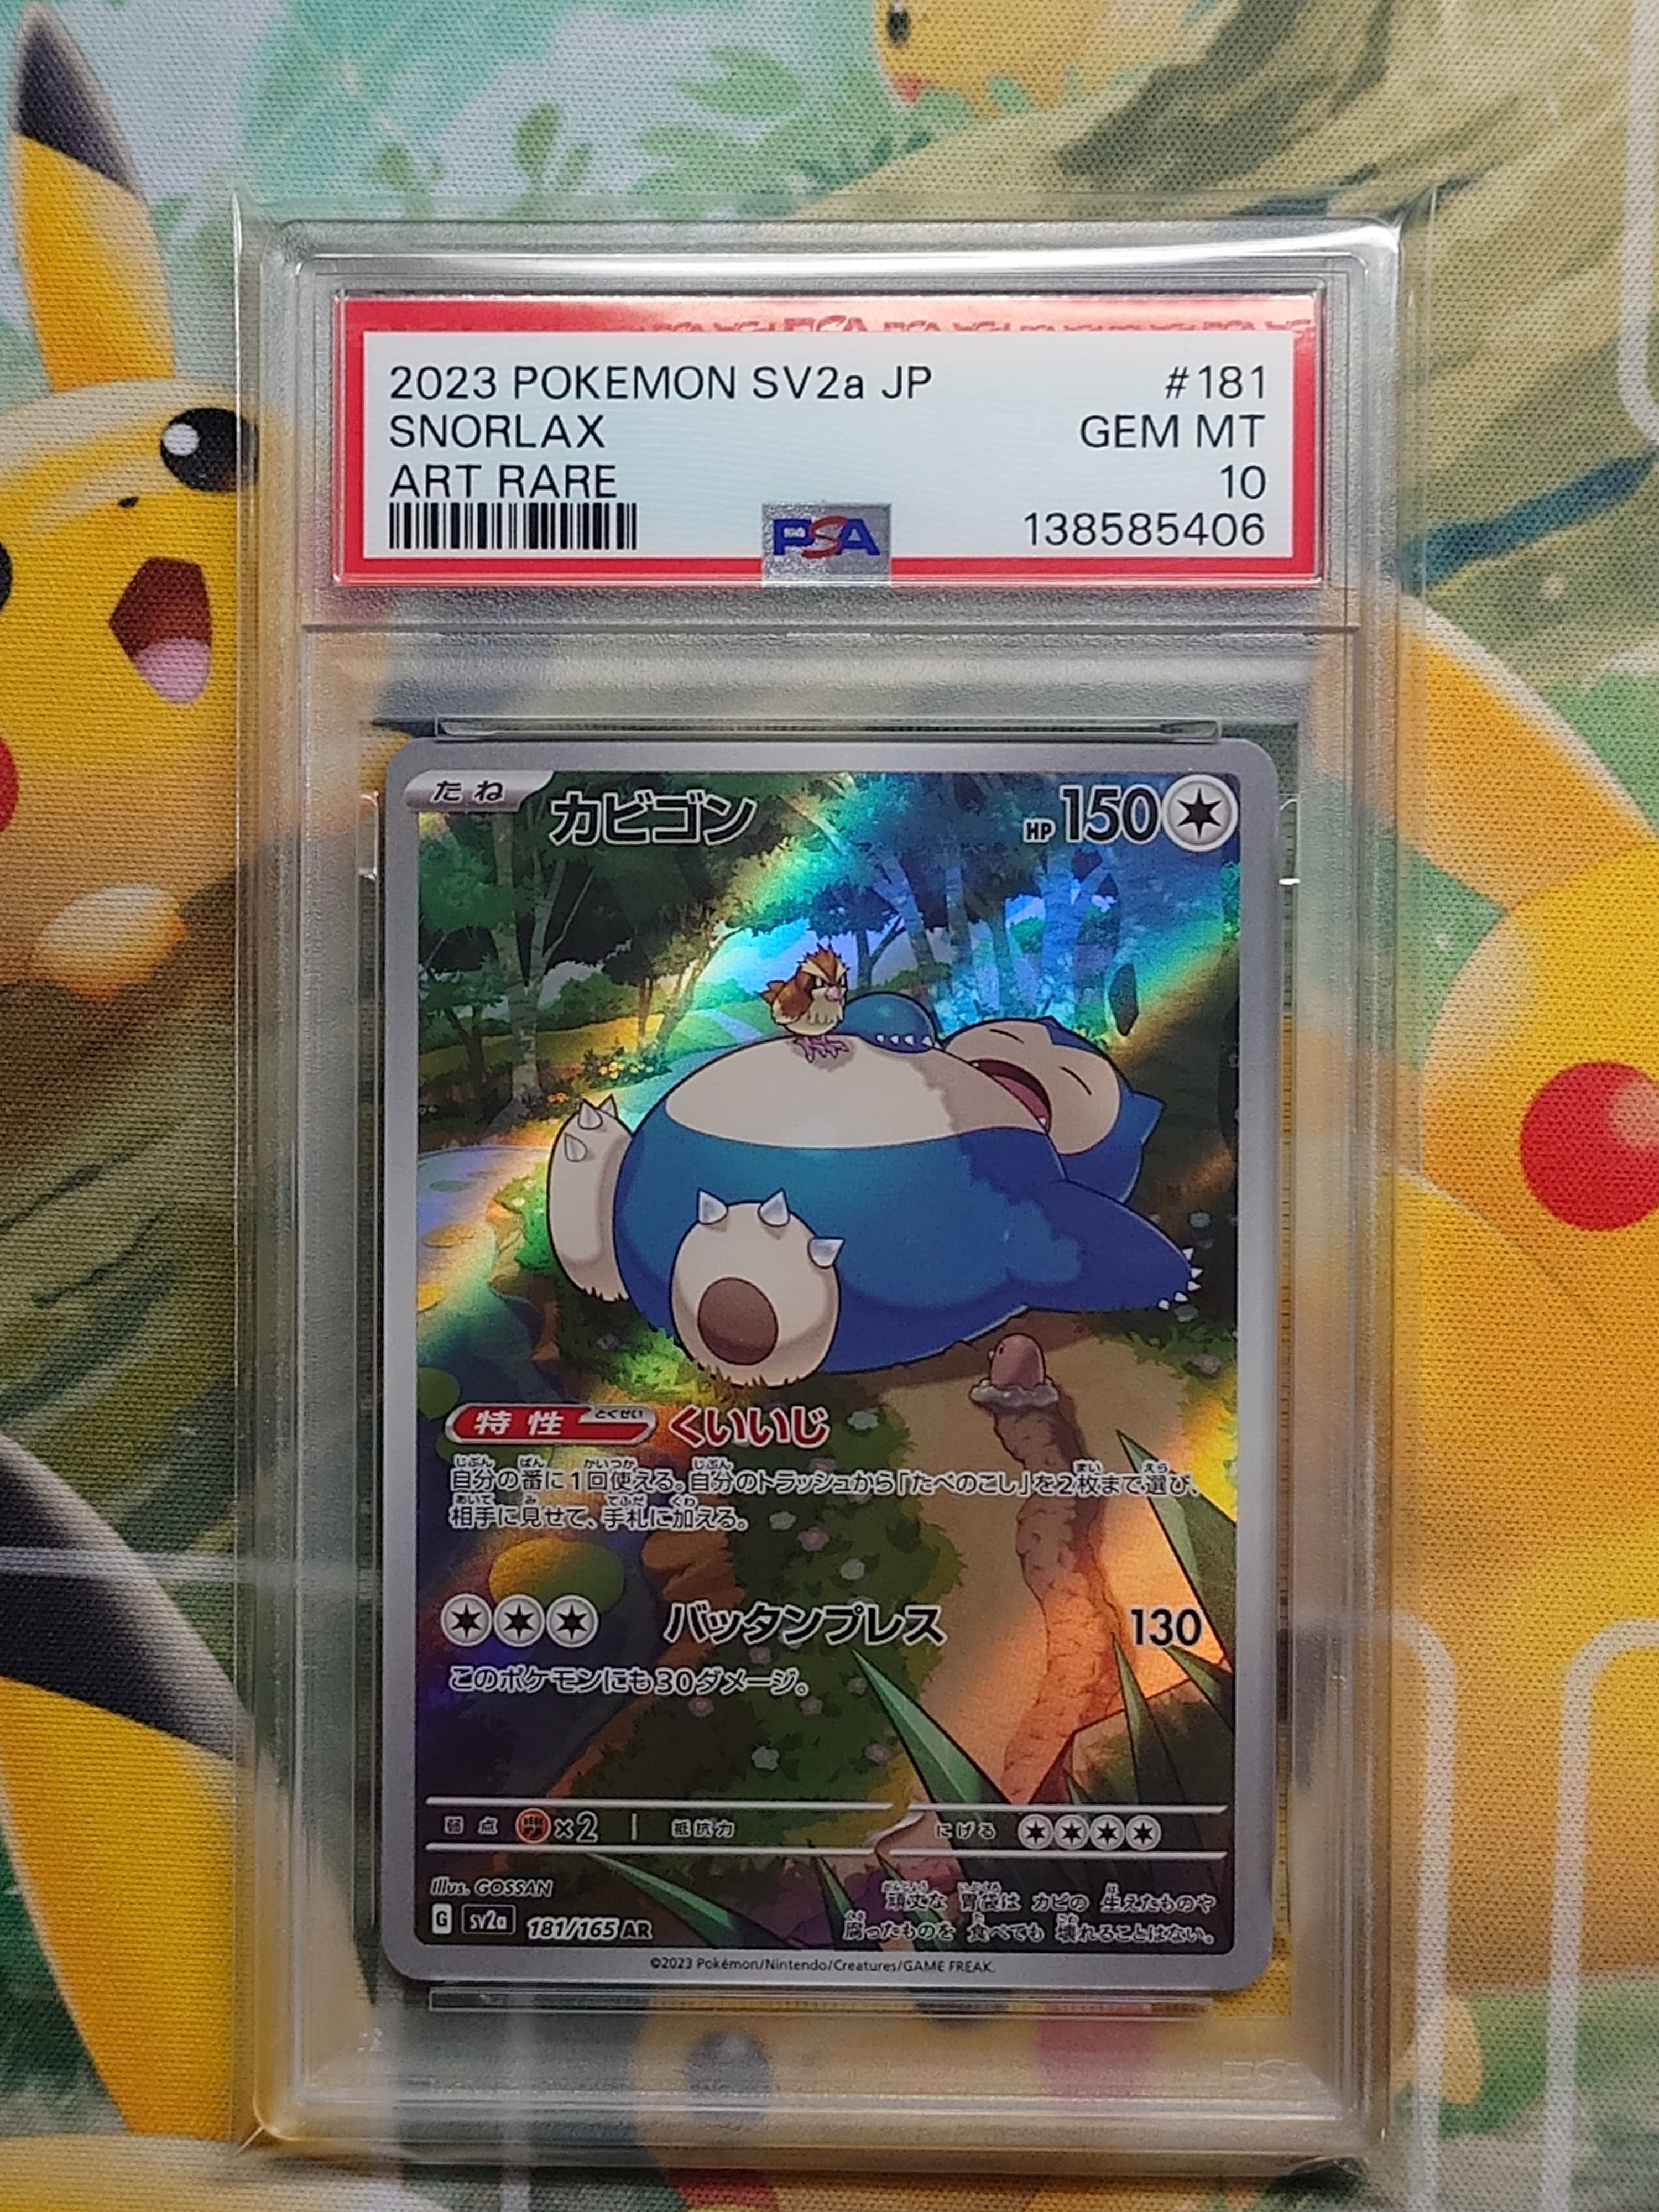 2023 POKEMON SV2a JP #181
SNORLAX GEM MT
ART RARE 10
PSA 138585406
たね カビゴン HP 150
特性 とくせい くいいじ
自分の番に1回使える。自分のトラッシュから「たべのこし」を2枚まで選び、
相手に見せて、手札に加える。
バッタンプレス 130
このポケモンにも30ダメージ。
弱点 ×2 抵抗力 にげる
Illus. GOSSAN
G sv2a 181/165 AR
頑丈な 胃袋は カビの 生えたものや
腐ったものを 食べても 壊れることはない。
©2023 Pokémon/Nintendo/Creatures/GAME FREAK.